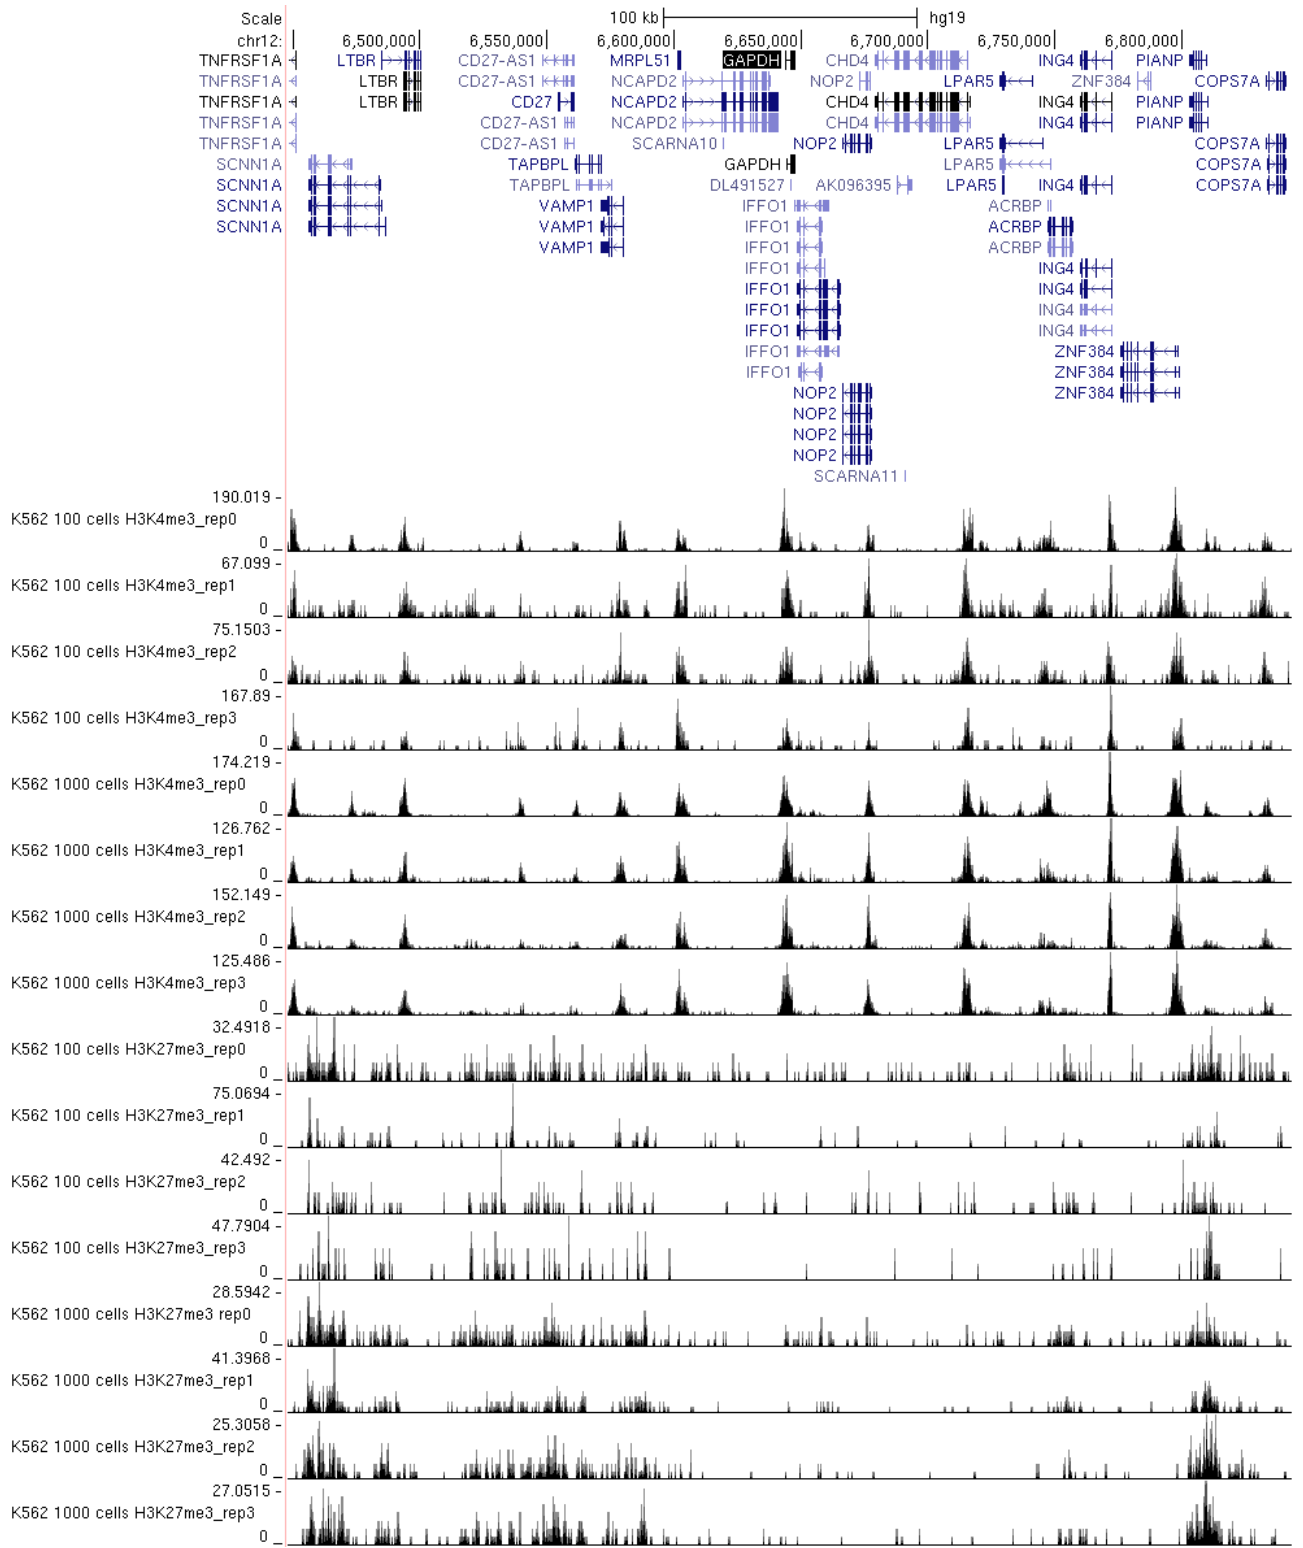 Scale 100 kb hg19
chr12: 6,500,000 6,550,000 6,600,000 6,650,000 6,700,000 6,750,000 6,800,000
TNFRSF1A LTBR CD27-AS1 MRPL51 GAPDH CHD4 ING4 PIANP
TNFRSF1A LTBR CD27-AS1 NCAPD2 NOP2 LPAR5 ZNF384 COPS7A
TNFRSF1A LTBR CD27 NCAPD2 CHD4 ING4 PIANP
TNFRSF1A CD27-AS1 NCAPD2 CHD4 ING4 PIANP
TNFRSF1A CD27-AS1 SCARNA10 NOP2 LPAR5 COPS7A
SCNN1A TAPBPL GAPDH LPAR5 COPS7A
SCNN1A TAPBPL DL491527 AK096395 LPAR5 ING4 COPS7A
SCNN1A VAMP1 IFFO1 ACRBP
SCNN1A VAMP1 IFFO1 ACRBP
VAMP1 IFFO1 ACRBP
IFFO1 ING4
IFFO1 ING4
IFFO1 ING4
IFFO1 ING4
IFFO1 ZNF384
IFFO1 ZNF384
NOP2 ZNF384
NOP2
NOP2
NOP2
SCARNA11
190.019 -
K562 100 cells H3K4me3_rep0
0 _
67.099 -
K562 100 cells H3K4me3_rep1
0 _
75.1503 -
K562 100 cells H3K4me3_rep2
0 _
167.89 -
K562 100 cells H3K4me3_rep3
0 _
174.219 -
K562 1000 cells H3K4me3_rep0
0 _
126.762 -
K562 1000 cells H3K4me3_rep1
0 _
152.149 -
K562 1000 cells H3K4me3_rep2
0 _
125.486 -
K562 1000 cells H3K4me3_rep3
0 _
32.4918 -
K562 100 cells H3K27me3_rep0
0 _
75.0694 -
K562 100 cells H3K27me3_rep1
0 _
42.492 -
K562 100 cells H3K27me3_rep2
0 _
47.7904 -
K562 100 cells H3K27me3_rep3
0 _
28.5942 -
K562 1000 cells H3K27me3 rep0
0 _
41.3968 -
K562 1000 cells H3K27me3_rep1
0 _
25.3058 -
K562 1000 cells H3K27me3_rep2
0 _
27.0515 -
K562 1000 cells H3K27me3_rep3
0 _